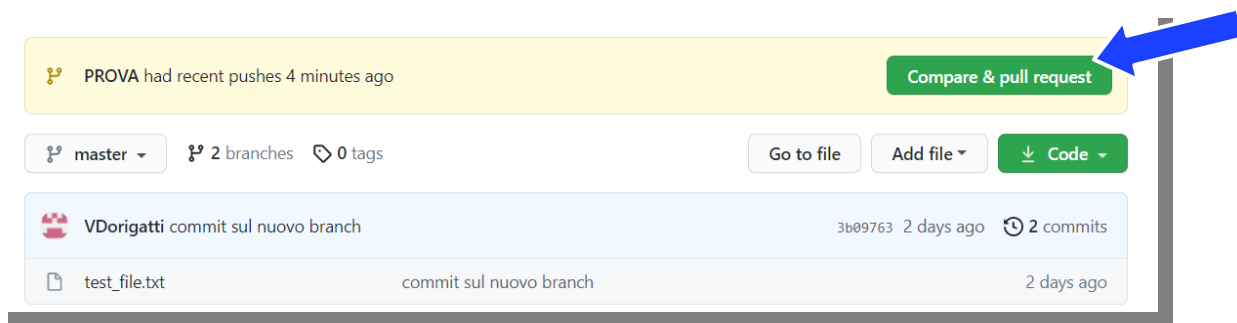 PROVA had recent pushes 4 minutes ago Compare & pull request
master 2 branches 0 tags Go to file Add file Code
VDorigatti commit sul nuovo branch 3b09763 2 days ago 2 commits
test_file.txt commit sul nuovo branch 2 days ago